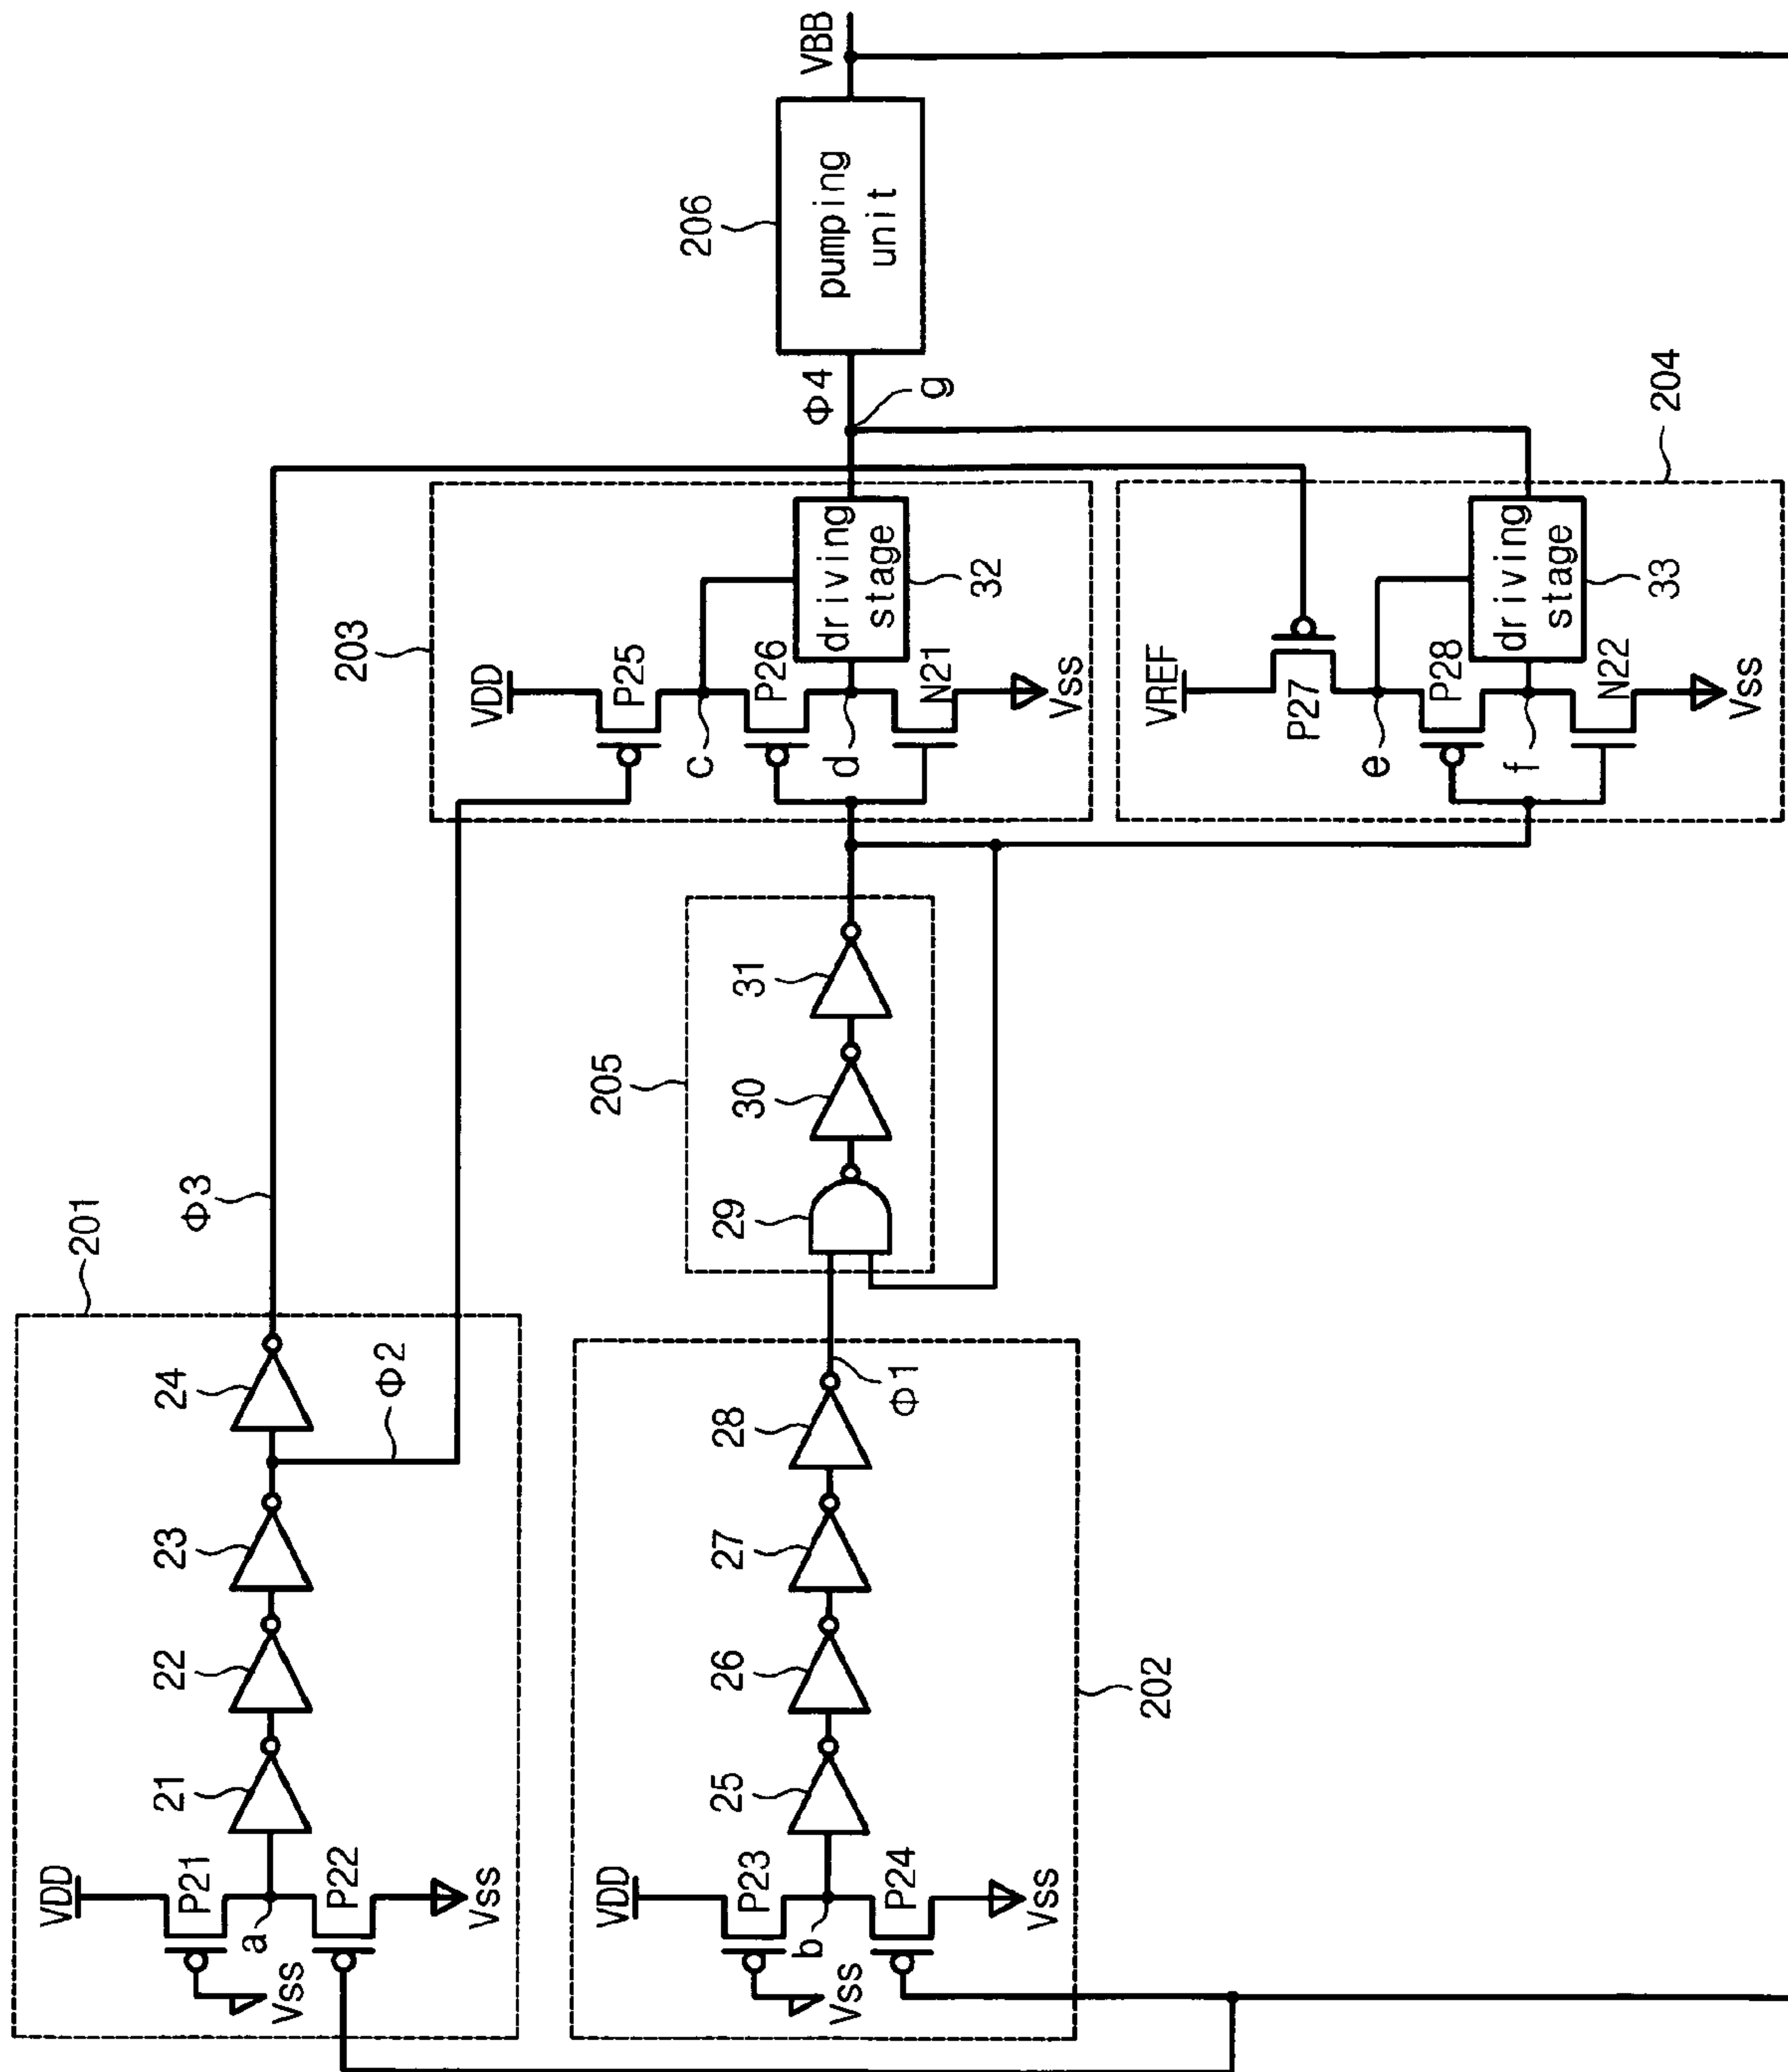 201
VDD
P21
a
P22
Vss
Vss
21
22
23
24
Φ2
Φ3
202
VDD
P23
b
P24
Vss
Vss
25
26
27
28
Φ1
205
29
30
31
203
VDD
P25
c
P26
d
N21
Vss
driving
stage
32
204
VREF
P27
e
P28
f
N22
Vss
driving
stage
33
Φ4
g
206
pumping
unit
VBB